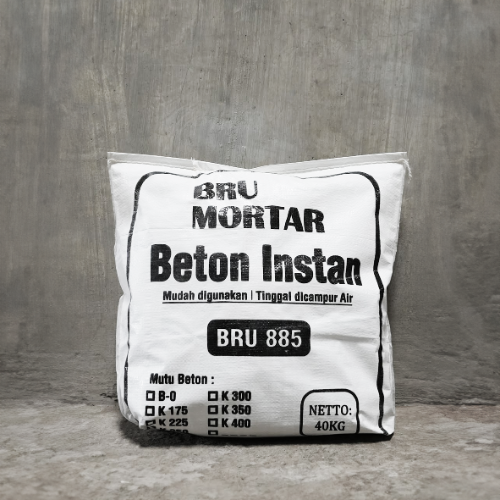 BRU
MORTAR
Beton Instan
Mudah digunakan | Tinggal dicampur Air
BRU 885
Mutu Beton :
B-0
K 175
K 225
K 300
K 350
K 400
NETTO:
40KG